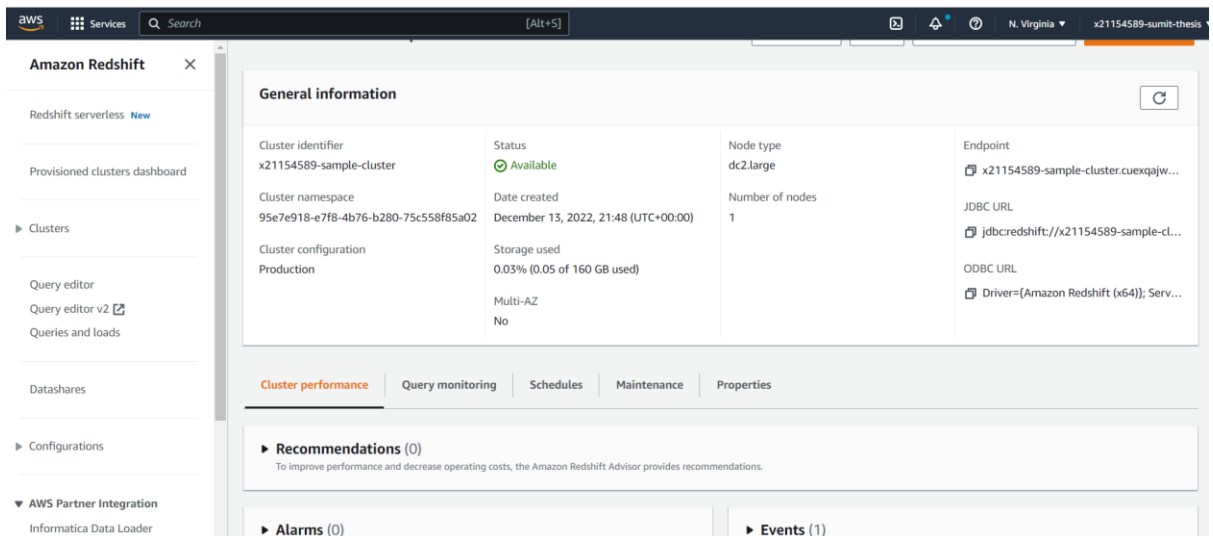 aws
Services
Search
[Alt+S]
N. Virginia
x21154589-sumit-thesis
Amazon Redshift
Redshift serverless New
Provisioned clusters dashboard
Clusters
Query editor
Query editor v2
Queries and loads
Datashares
Configurations
AWS Partner Integration
Informatica Data Loader
General information
Cluster identifier
x21154589-sample-cluster
Cluster namespace
95e7e918-e7f8-4b76-b280-75c558f85a02
Cluster configuration
Production
Status
Available
Date created
December 13, 2022, 21:48 (UTC+00:00)
Storage used
0.03% (0.05 of 160 GB used)
Multi-AZ
No
Node type
dc2.large
Number of nodes
1
Endpoint
x21154589-sample-cluster.cuexqajw...
JDBC URL
jdbc:redshift://x21154589-sample-cl...
ODBC URL
Driver={Amazon Redshift (x64)}; Serv...
Cluster performance
Query monitoring
Schedules
Maintenance
Properties
Recommendations (0)
To improve performance and decrease operating costs, the Amazon Redshift Advisor provides recommendations.
Alarms (0)
Events (1)